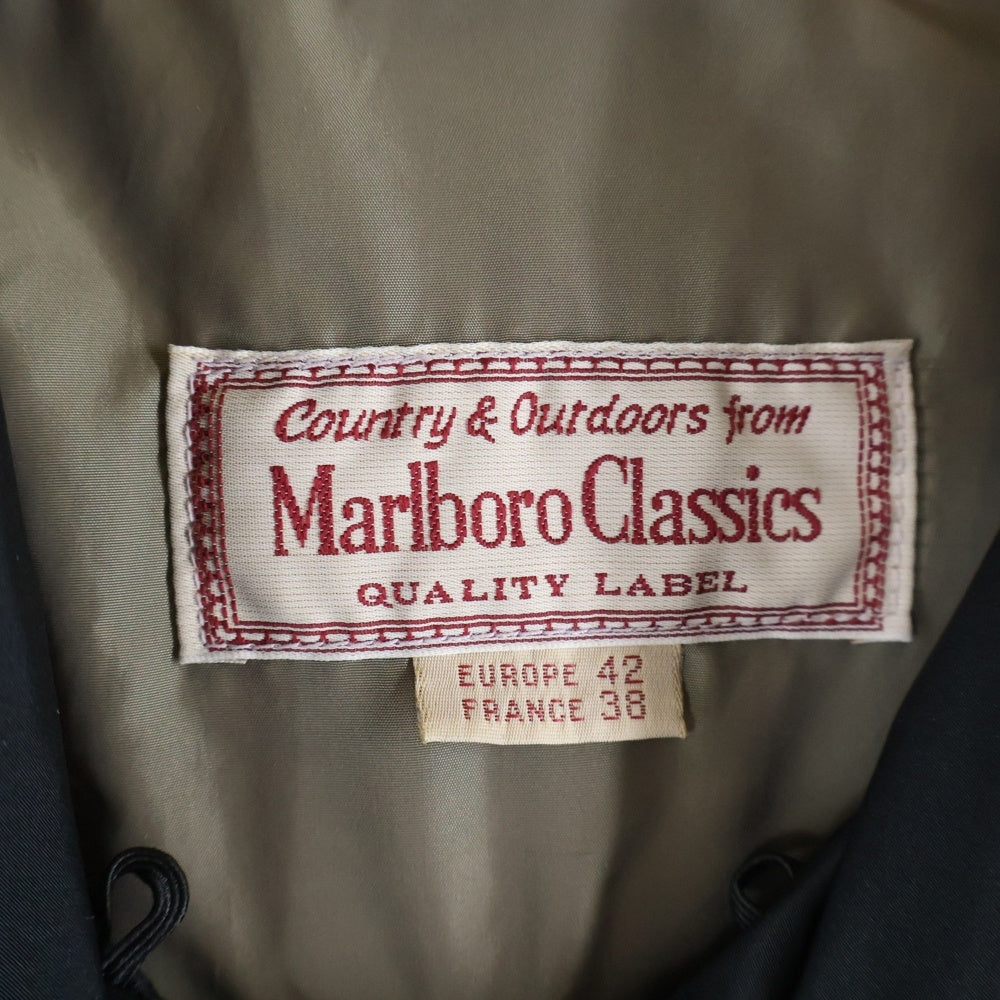 Country & Outdoors from
Marlboro Classics
QUALITY LABEL
EUROPE 42
FRANCE 38